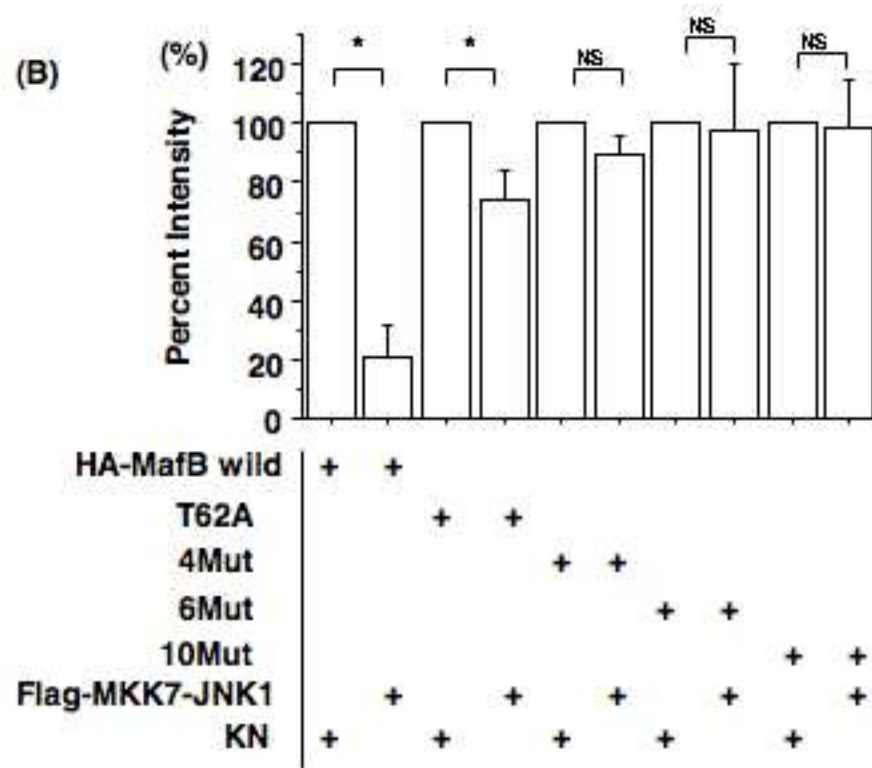 (B)
(%)
* * NS NS NS
Percent Intensity
120
100
80
60
40
20
0
HA-MafB wild + +
T62A + +
4Mut + +
6Mut + +
10Mut + +
Flag-MKK7-JNK1 + + + + +
KN + + + + +